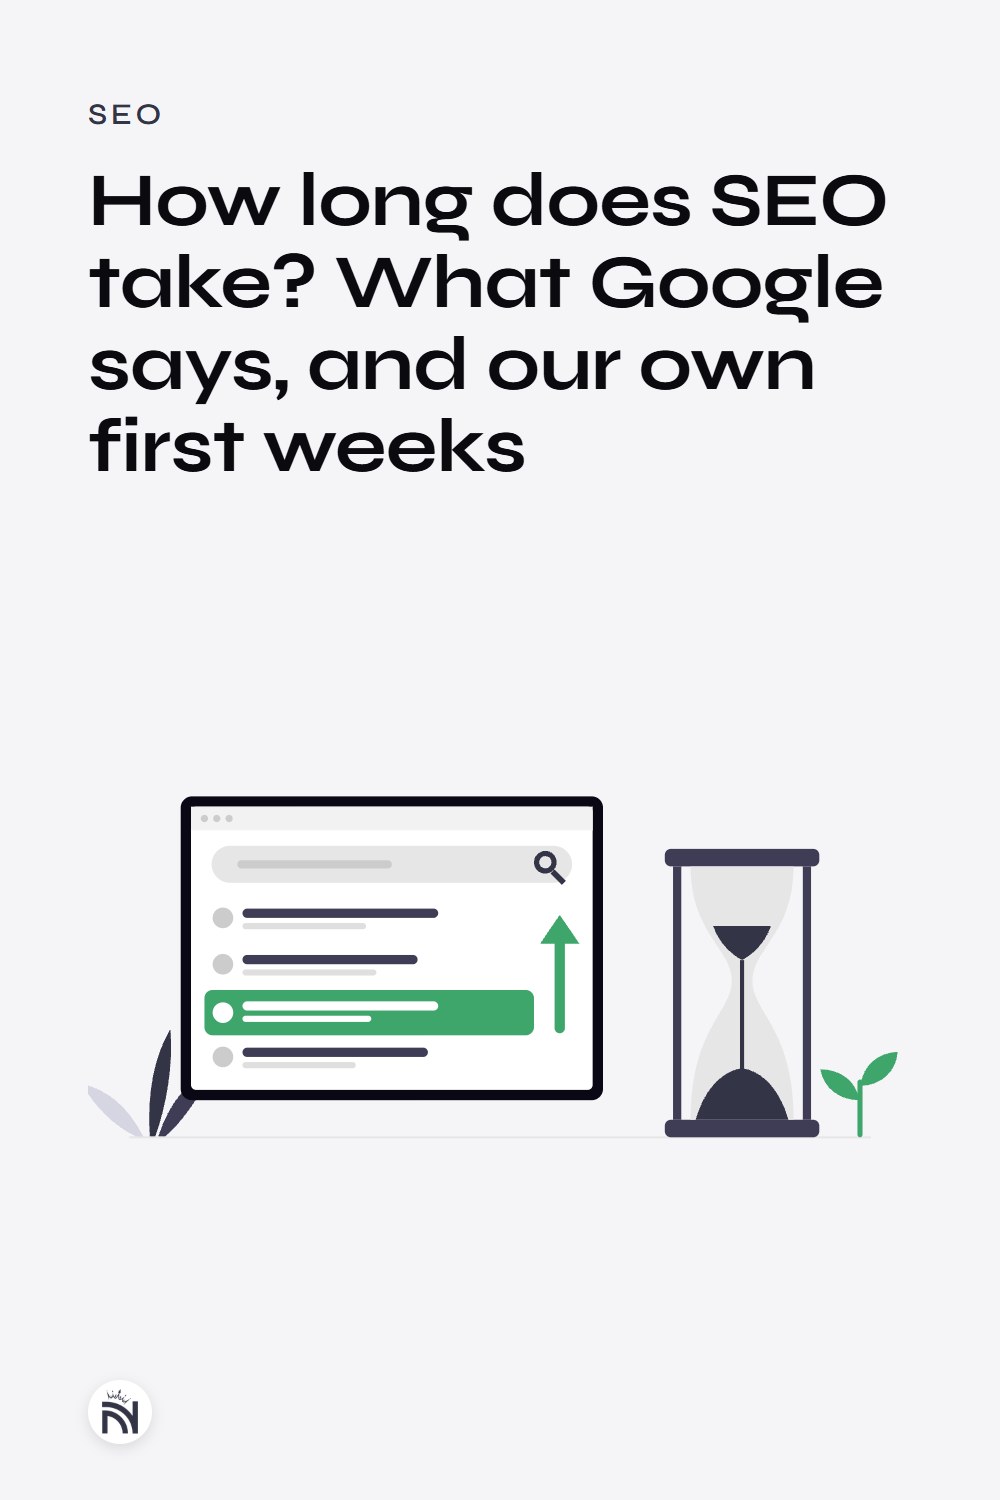 SEO
How long does SEO
take? What Google
says, and our own
first weeks